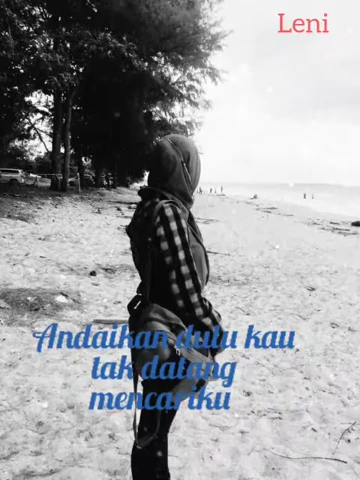 Leni
Andaikan dulu kau
tak datang
mencariku